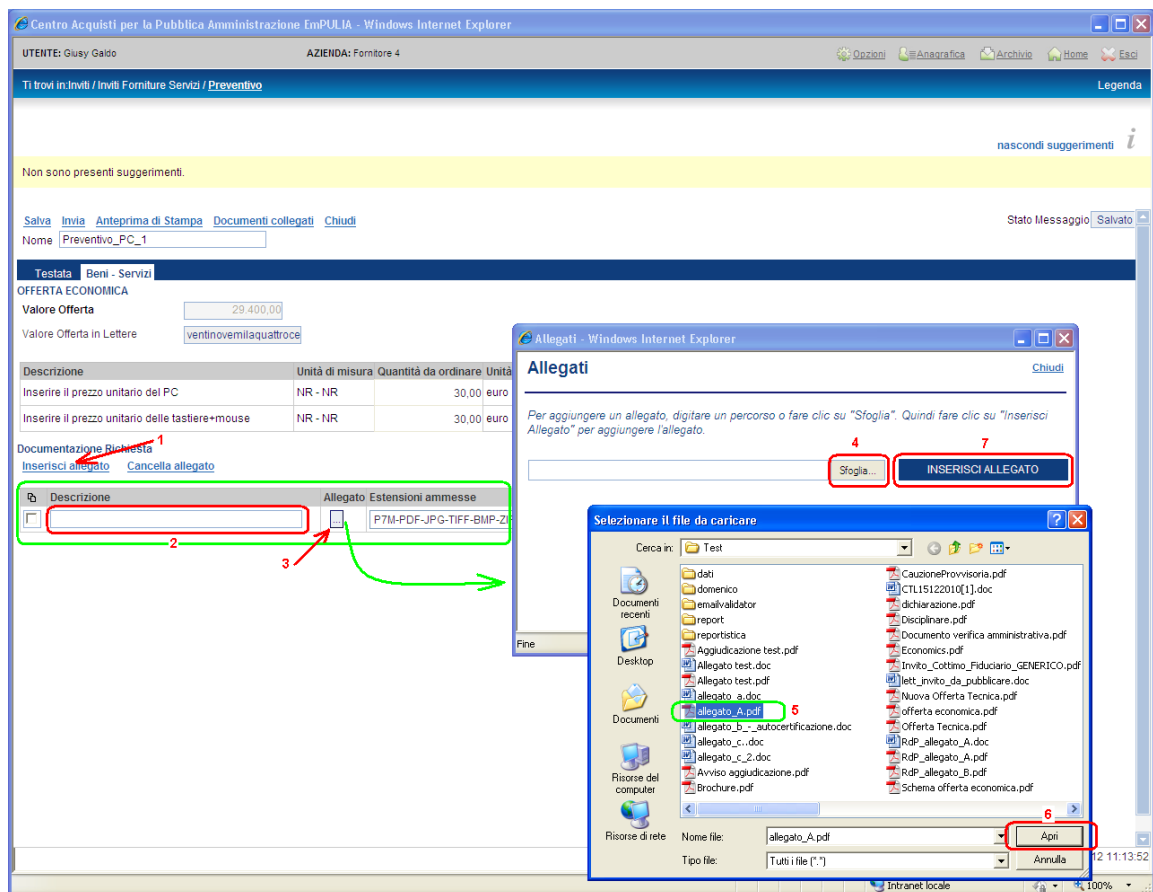 Centro Acquisti per la Pubblica Amministrazione EmPULIA - Windows Internet Explorer
UTENTE: Giusy Galdo AZIENDA: Fornitore 4 Opzioni Anagrafica Archivio Home Esci
Ti trovi in:Inviti / Inviti Forniture Servizi / Preventivo Legenda
nascondi suggerimenti i
Non sono presenti suggerimenti.
Salva Invia Anteprima di Stampa Documenti collegati Chiudi Stato Messaggio Salvato
Nome Preventivo_PC_1
Testata Beni - Servizi
OFFERTA ECONOMICA
Valore Offerta 29.400,00
Valore Offerta in Lettere ventinovemilaquattroce
Descrizione Unità di misura Quantità da ordinare Unità
Inserire il prezzo unitario del PC NR - NR 30,00 euro
Inserire il prezzo unitario delle tastiere+mouse NR - NR 30,00 euro
1
Documentazione Richiesta
Inserisci allegato Cancella allegato
Descrizione Allegato Estensioni ammesse
... P7M-PDF-JPG-TIFF-BMP-ZI
2
3
Allegati - Windows Internet Explorer
Allegati Chiudi
Per aggiungere un allegato, digitare un percorso o fare clic su "Sfoglia". Quindi fare clic su "Inserisci
Allegato" per aggiungere l'allegato.
4 7
Sfoglia... INSERISCI ALLEGATO
Fine
Selezionare il file da caricare
Cerca in: Test
Documenti recenti
Desktop
Documenti
Risorse del computer
Risorse di rete
dati
domenico
emailvalidator
report
reportistica
Aggiudicazione test.pdf
Allegato test.doc
Allegato test.pdf
allegato_a.doc
allegato_A.pdf 5
allegato_b_-_autocertificazione.doc
allegato_c..doc
allegato_c_2.doc
Avviso aggiudicazione.pdf
Brochure.pdf
CauzioneProvvisoria.pdf
CTL15122010[1].doc
dichiarazione.pdf
Disciplinare.pdf
Documento verifica amministrativa.pdf
Economics.pdf
Invito_Cottimo_Fiduciario_GENERICO.pdf
lett_invito_da_pubblicare.doc
Nuova Offerta Tecnica.pdf
offerta economica.pdf
Offerta Tecnica.pdf
RdP_allegato_A.doc
RdP_allegato_A.pdf
RdP_allegato_B.pdf
Schema offerta economica.pdf
6
Nome file: allegato_A.pdf Apri
Tipo file: Tutti i file (*.*) Annulla
12 11:13:52
Intranet locale 100%